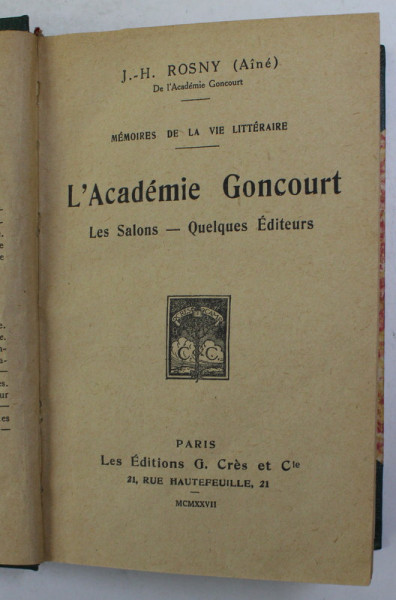 J.-H. ROSNY (Aîné)
De l'Académie Goncourt
MÉMOIRES DE LA VIE LITTÉRAIRE
L'Académie Goncourt
Les Salons — Quelques Éditeurs
C. C.
PARIS
Les Éditions G. Crès et Cie
21, RUE HAUTEFEUILLE, 21
MCMXXVII